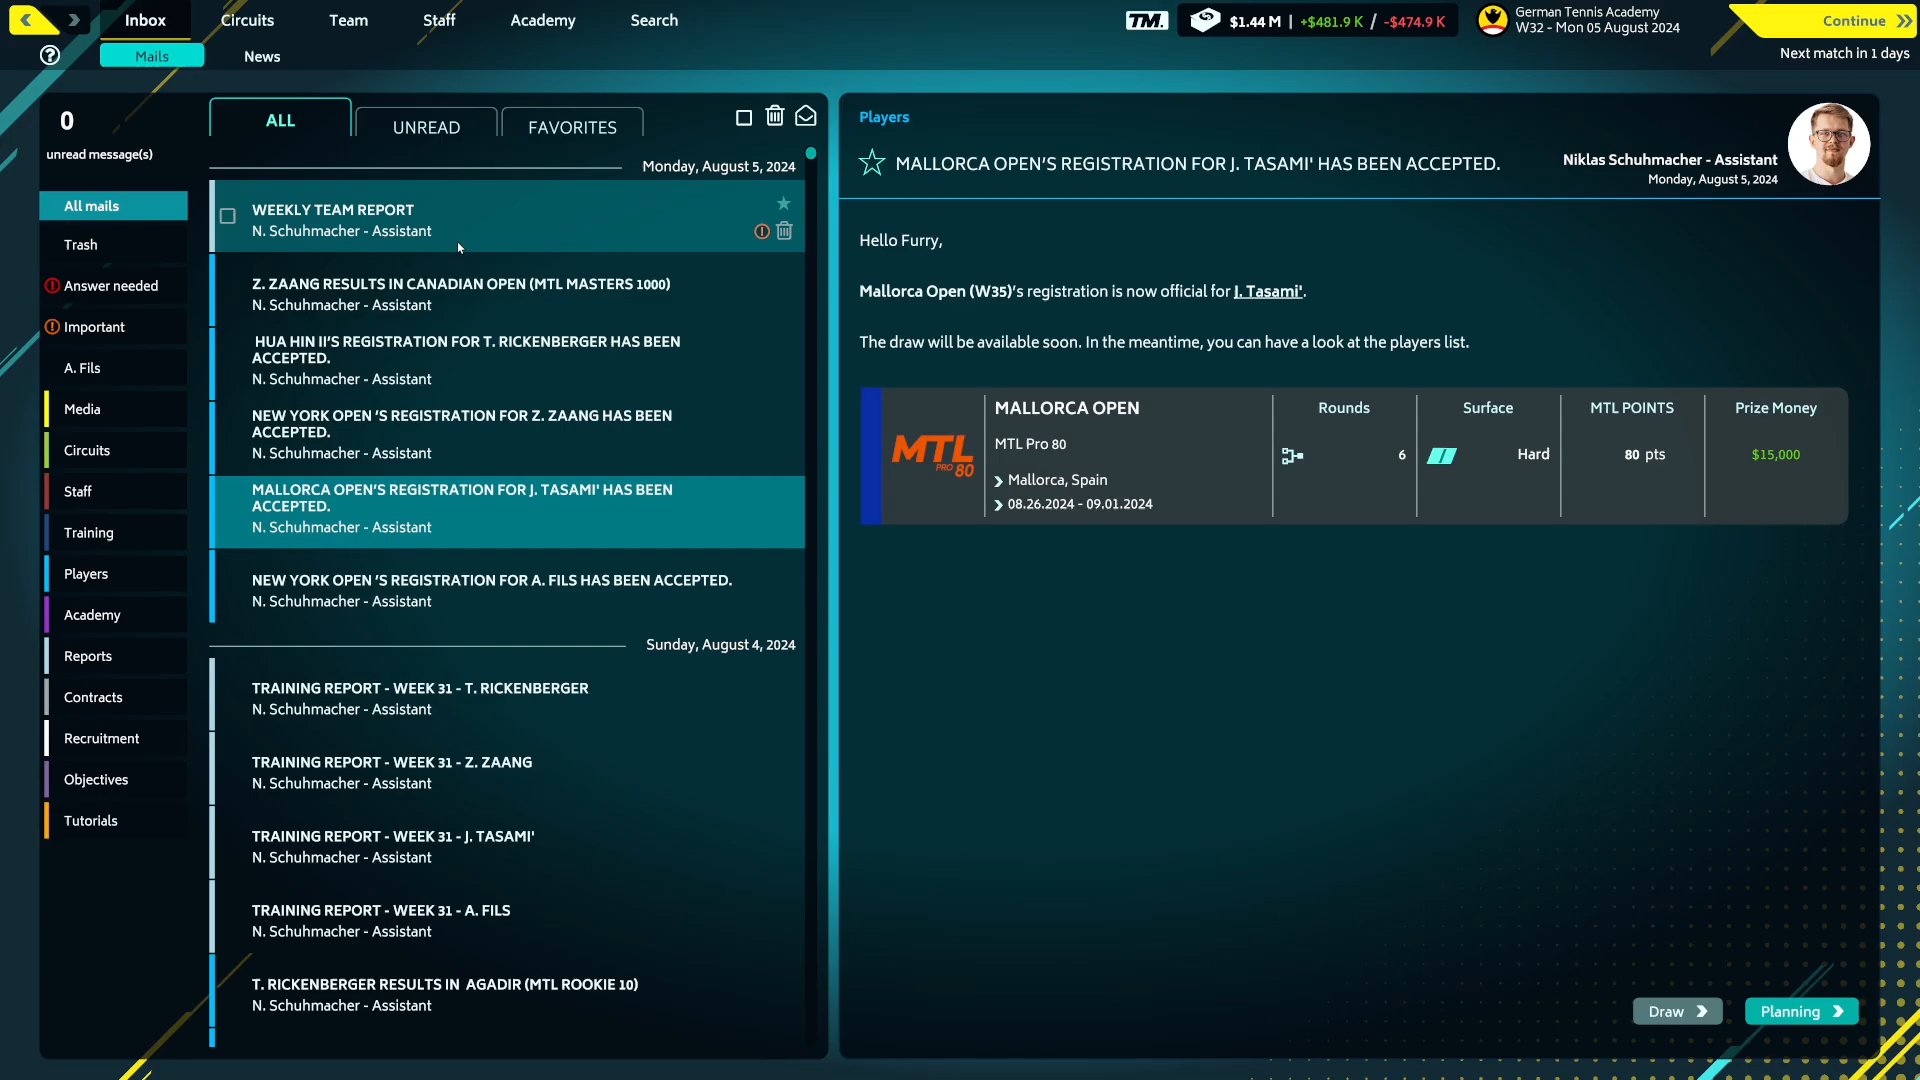 Inbox
Circuits
Team
Staff
Academy
Search
TM.
$1.44 M | +$481.9 K / -$474.9 K
German Tennis Academy
W32 - Mon 05 August 2024
Continue
Next match in 1 days
Mails
News
0
unread message(s)
All mails
Trash
Answer needed
Important
A. Fils
Media
Circuits
Staff
Training
Players
Academy
Reports
Contracts
Recruitment
Objectives
Tutorials
ALL
UNREAD
FAVORITES
Monday, August 5, 2024
WEEKLY TEAM REPORT
N. Schuhmacher - Assistant
Z. ZAANG RESULTS IN CANADIAN OPEN (MTL MASTERS 1000)
N. Schuhmacher - Assistant
HUA HIN II'S REGISTRATION FOR T. RICKENBERGER HAS BEEN
ACCEPTED.
N. Schuhmacher - Assistant
NEW YORK OPEN 'S REGISTRATION FOR Z. ZAANG HAS BEEN
ACCEPTED.
N. Schuhmacher - Assistant
MALLORCA OPEN'S REGISTRATION FOR J. TASAMI' HAS BEEN
ACCEPTED.
N. Schuhmacher - Assistant
NEW YORK OPEN 'S REGISTRATION FOR A. FILS HAS BEEN ACCEPTED.
N. Schuhmacher - Assistant
Sunday, August 4, 2024
TRAINING REPORT - WEEK 31 - T. RICKENBERGER
N. Schuhmacher - Assistant
TRAINING REPORT - WEEK 31 - Z. ZAANG
N. Schuhmacher - Assistant
TRAINING REPORT - WEEK 31 - J. TASAMI'
N. Schuhmacher - Assistant
TRAINING REPORT - WEEK 31 - A. FILS
N. Schuhmacher - Assistant
T. RICKENBERGER RESULTS IN AGADIR (MTL ROOKIE 10)
N. Schuhmacher - Assistant
Players
MALLORCA OPEN'S REGISTRATION FOR J. TASAMI' HAS BEEN ACCEPTED.
Niklas Schuhmacher - Assistant
Monday, August 5, 2024
Hello Furry,
Mallorca Open (W35)'s registration is now official for J. Tasami'.
The draw will be available soon. In the meantime, you can have a look at the players list.
MTL
PRO 80
MALLORCA OPEN
MTL Pro 80
Mallorca, Spain
08.26.2024 - 09.01.2024
Rounds
6
Surface
Hard
MTL POINTS
80 pts
Prize Money
$15,000
Draw
Planning